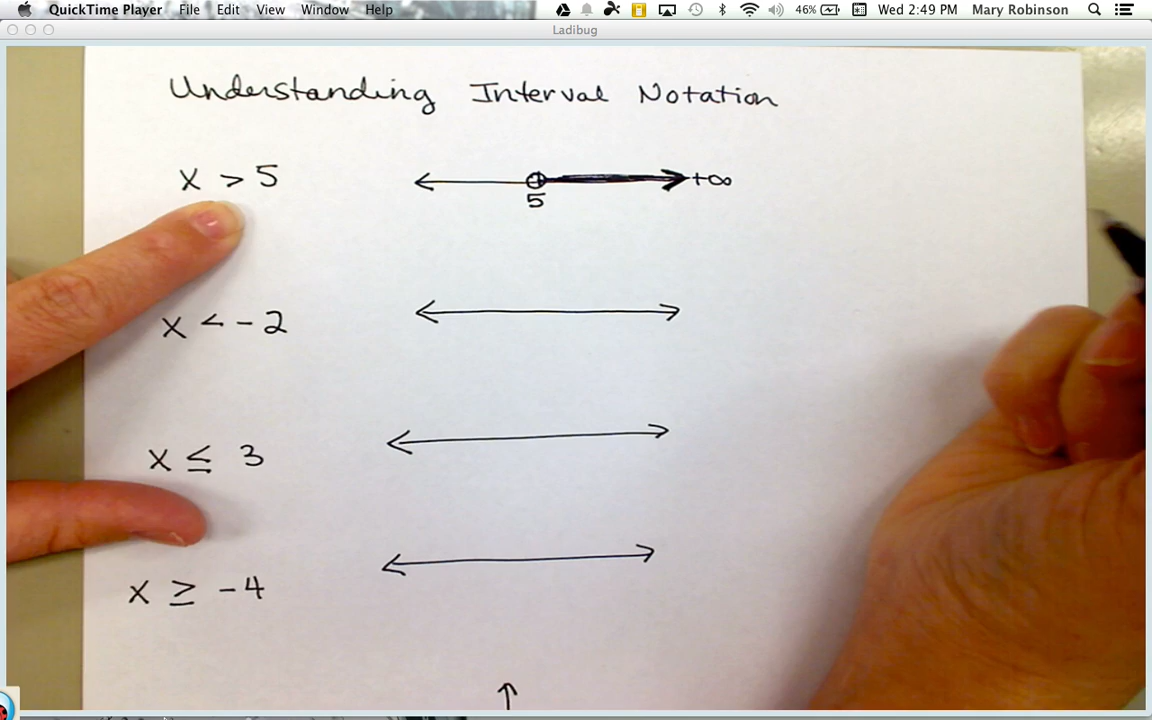 QuickTime Player File Edit View Window Help 46% Wed 2:49 PM Mary Robinson
Ladibug
Understanding Interval Notation
x > 5
+∞
5
x < -2
x ≤ 3
x ≥ -4